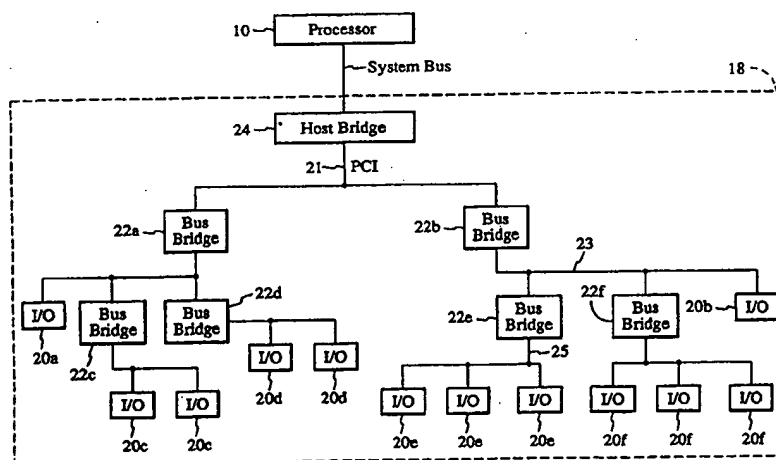 10 Processor
System Bus
18
24 Host Bridge
21 PCI
22a Bus Bridge
22b Bus Bridge
23
I/O
20a
Bus Bridge
22c
Bus Bridge
22d
22e Bus Bridge
22f Bus Bridge
20b I/O
25
I/O I/O
20d 20d
I/O I/O
20c 20c
I/O I/O I/O I/O I/O I/O
20e 20e 20e 20f 20f 20f